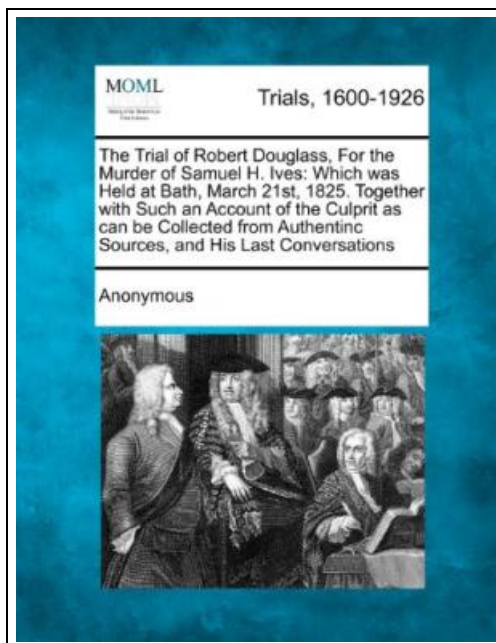 MOML
Trials, 1600-1926
The Trial of Robert Douglass, For the
Murder of Samuel H. Ives: Which was
Held at Bath, March 21st, 1825. Together
with Such an Account of the Culprit as
can be Collected from Authentinc
Sources, and His Last Conversations
Anonymous